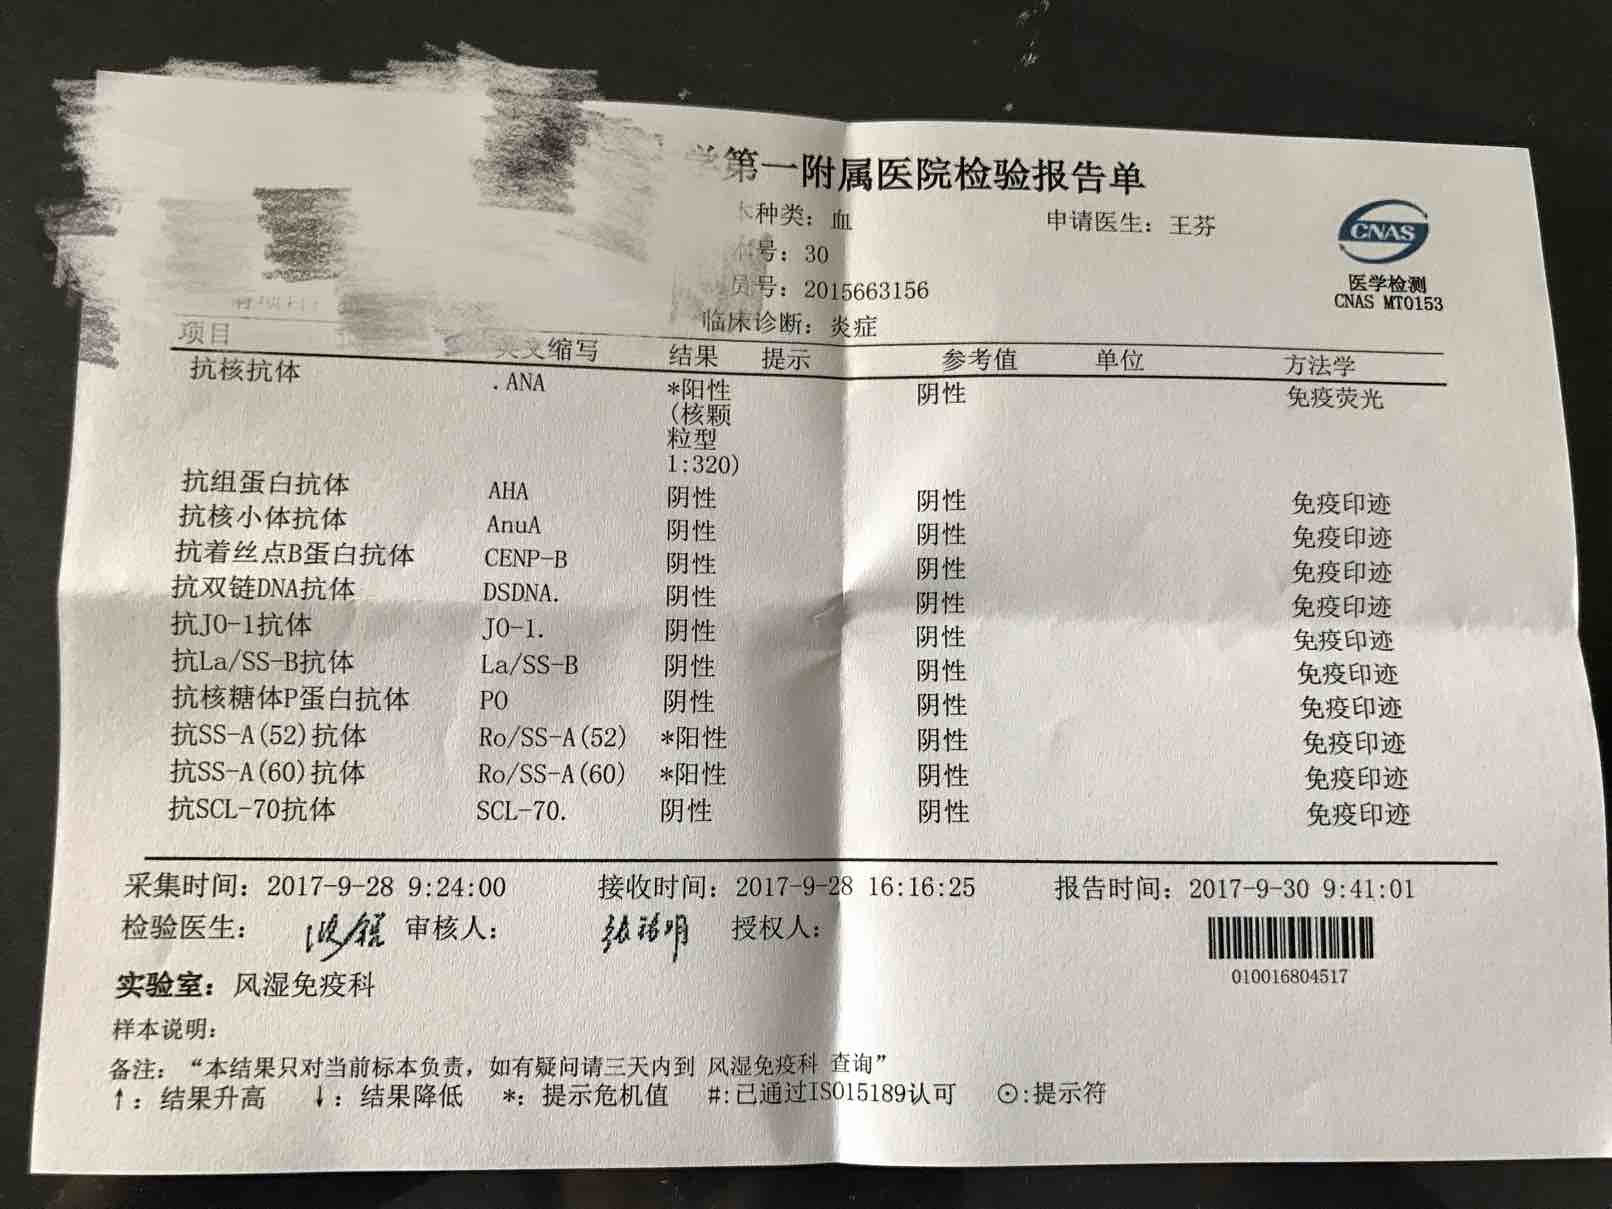 第一附属医院检验报告单
种类：血 申请医生：王芬
号：30
CNAS
员号：2015663156
医学检测
CNAS MT0153
临床诊断：炎症
项目 英文缩写 结果 提示 参考值 单位 方法学
抗核抗体 .ANA *阳性 阴性 免疫荧光
(核颗
粒型
1:320)
抗组蛋白抗体 AHA 阴性 阴性 免疫印迹
抗核小体抗体 AnuA 阴性 阴性 免疫印迹
抗着丝点B蛋白抗体 CENP-B 阴性 阴性 免疫印迹
抗双链DNA抗体 DSDNA. 阴性 阴性 免疫印迹
抗JO-1抗体 JO-1. 阴性 阴性 免疫印迹
抗La/SS-B抗体 La/SS-B 阴性 阴性 免疫印迹
抗核糖体P蛋白抗体 PO 阴性 阴性 免疫印迹
抗SS-A(52)抗体 Ro/SS-A(52) *阳性 阴性 免疫印迹
抗SS-A(60)抗体 Ro/SS-A(60) *阳性 阴性 免疫印迹
抗SCL-70抗体 SCL-70. 阴性 阴性 免疫印迹
采集时间：2017-9-28 9:24:00 接收时间：2017-9-28 16:16:25 报告时间：2017-9-30 9:41:01
检验医生： 审核人： 授权人：
010016804517
实验室：风湿免疫科
样本说明：
备注：“本结果只对当前标本负责，如有疑问请三天内到 风湿免疫科 查询”
↑：结果升高 ↓：结果降低 *：提示危机值 #:已通过ISO15189认可 ⊙:提示符